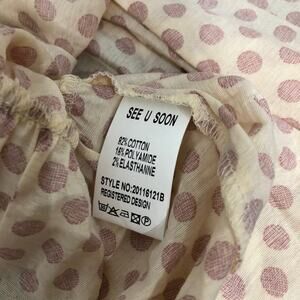 SEE U SOON
82%COTTON
16%POLYAMIDE
2%ELASTHANNE
STYLE NO:20116121B
REGISTERED DESIGN